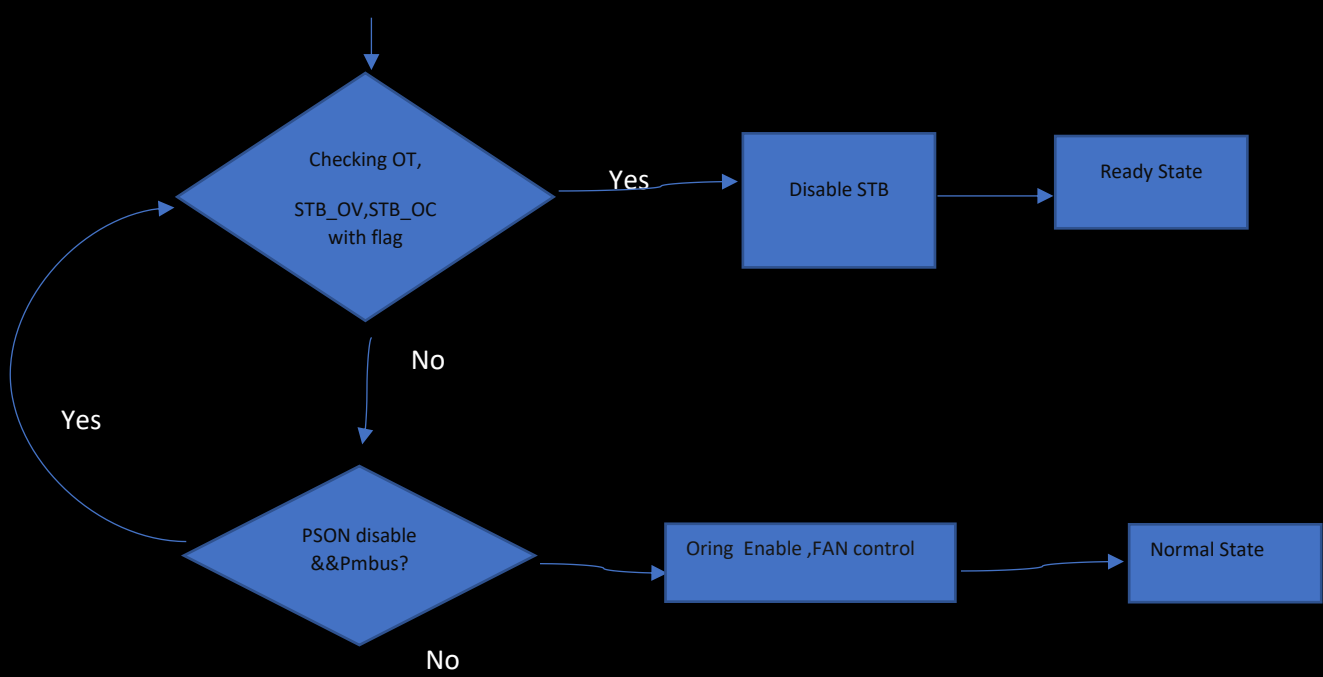 Checking OT,
STB_OV,STB_OC
with flag
Yes
Disable STB
Ready State
No
Yes
PSON disable
&&Pmbus?
Oring  Enable ,FAN control
Normal State
No